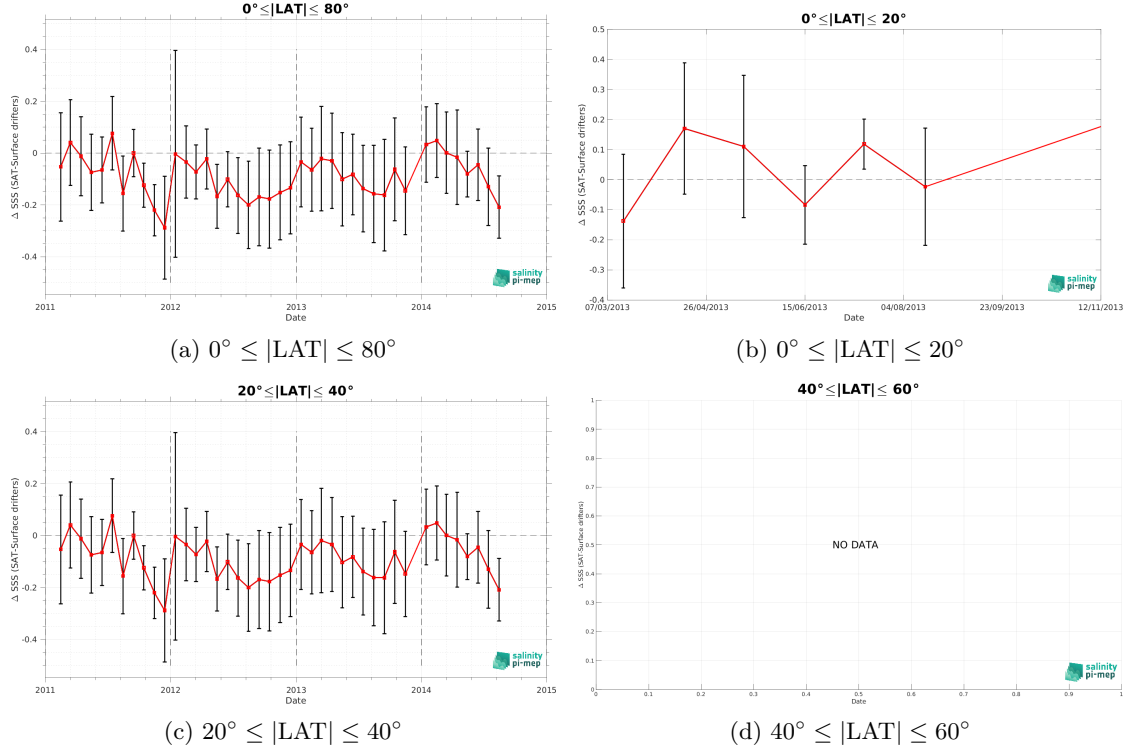 0°≤|LAT|≤ 80°
Δ SSS (SAT-Surface drifters)
0.4
0.2
0
-0.2
-0.4
2011
2012
2013
2014
2015
Date
salinity
pi-mep
(a) 0° ≤ |LAT| ≤ 80°
0°≤|LAT|≤ 20°
Δ SSS (SAT-Surface drifters)
0.5
0.4
0.3
0.2
0.1
0
-0.1
-0.2
-0.3
-0.4
07/03/2013
26/04/2013
15/06/2013
04/08/2013
23/09/2013
12/11/2013
Date
salinity
pi-mep
(b) 0° ≤ |LAT| ≤ 20°
20°≤|LAT|≤ 40°
Δ SSS (SAT-Surface drifters)
0.4
0.2
0
-0.2
-0.4
2011
2012
2013
2014
2015
Date
salinity
pi-mep
(c) 20° ≤ |LAT| ≤ 40°
40°≤|LAT|≤ 60°
Δ SSS (SAT-Surface drifters)
1
0.9
0.8
0.7
0.6
0.5
0.4
0.3
0.2
0.1
0
NO DATA
0
0.1
0.2
0.3
0.4
0.5
0.6
0.7
0.8
0.9
1
Date
salinity
pi-mep
(d) 40° ≤ |LAT| ≤ 60°